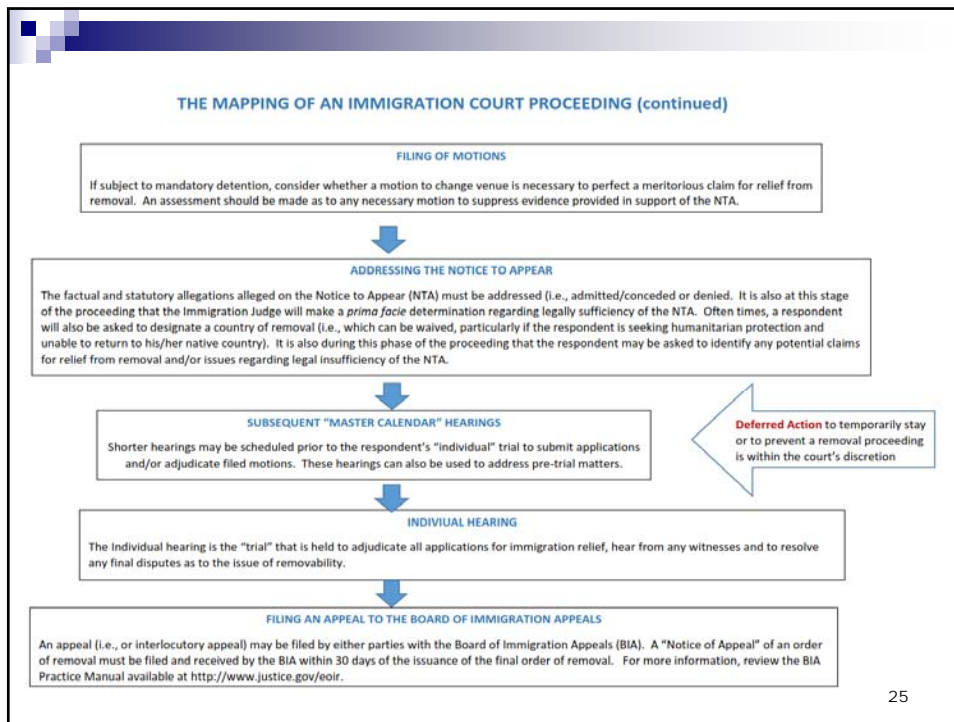 THE MAPPING OF AN IMMIGRATION COURT PROCEEDING (continued)
FILING OF MOTIONS
If subject to mandatory detention, consider whether a motion to change venue is necessary to perfect a meritorious claim for relief from
removal. An assessment should be made as to any necessary motion to suppress evidence provided in support of the NTA.
ADDRESSING THE NOTICE TO APPEAR
The factual and statutory allegations alleged on the Notice to Appear (NTA) must be addressed (i.e., admitted/conceded or denied. It is also at this stage
of the proceeding that the Immigration Judge will make a prima facie determination regarding legally sufficiency of the NTA. Often times, a respondent
will also be asked to designate a country of removal (i.e., which can be waived, particularly if the respondent is seeking humanitarian protection and
unable to return to his/her native country). It is also during this phase of the proceeding that the respondent may be asked to identify any potential claims
for relief from removal and/or issues regarding legal insufficiency of the NTA.
SUBSEQUENT "MASTER CALENDAR" HEARINGS
Shorter hearings may be scheduled prior to the respondent's "individual" trial to submit applications
and/or adjudicate filed motions. These hearings can also be used to address pre-trial matters.
Deferred Action to temporarily stay
or to prevent a removal proceeding
is within the court's discretion
INDIVIUAL HEARING
The Individual hearing is the "trial" that is held to adjudicate all applications for immigration relief, hear from any witnesses and to resolve
any final disputes as to the issue of removability.
FILING AN APPEAL TO THE BOARD OF IMMIGRATION APPEALS
An appeal (i.e., or interlocutory appeal) may be filed by either parties with the Board of Immigration Appeals (BIA). A "Notice of Appeal" of an order
of removal must be filed and received by the BIA within 30 days of the issuance of the final order of removal. For more information, review the BIA
Practice Manual available at http://www.justice.gov/eoir.
25